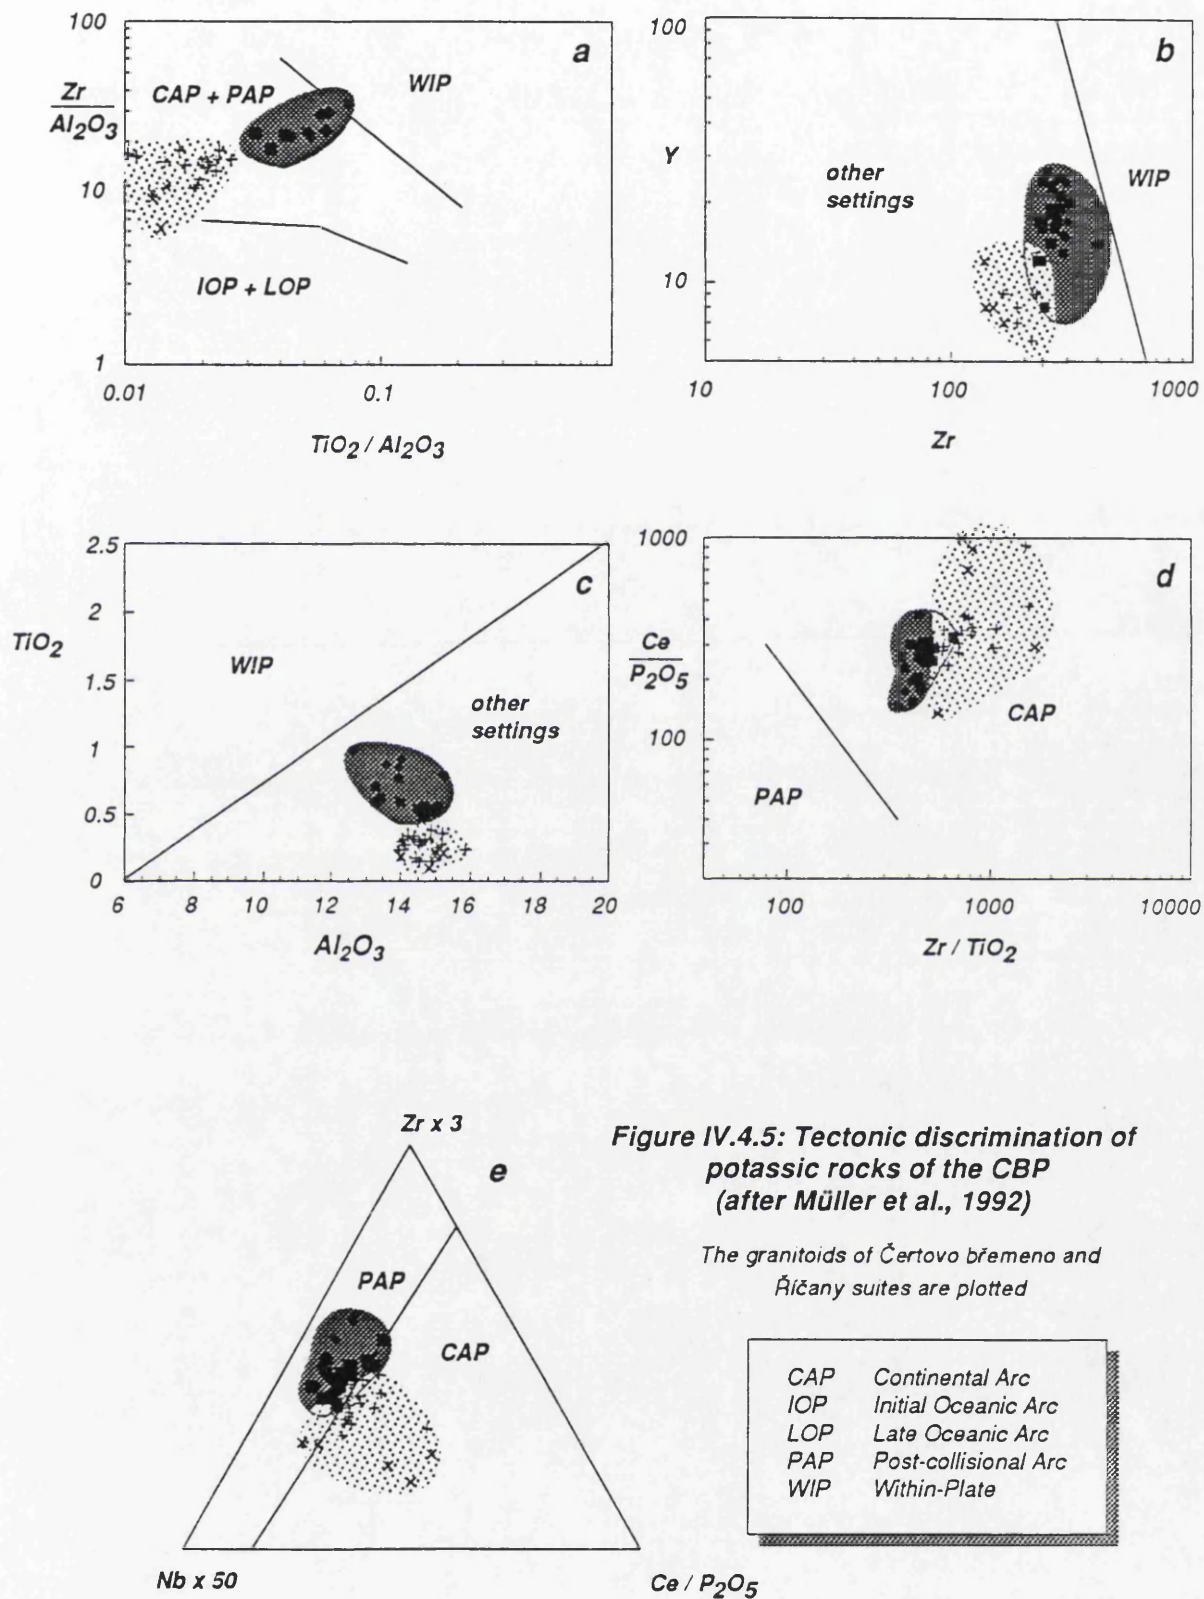 100
a
Zr
Al2O3
CAP + PAP
WIP
10
IOP + LOP
1
0.01
0.1
TiO2 / Al2O3
100
b
Y
other
settings
WIP
10
10
100
1000
Zr
2.5
c
2
TiO2
WIP
1.5
other
settings
1
0.5
0
6
8
10
12
14
16
18
20
Al2O3
1000
d
Ce
P2O5
CAP
100
PAP
100
1000
10000
Zr / TiO2
Zr x 3
e
PAP
CAP
Nb x 50
Ce / P2O5
Figure IV.4.5: Tectonic discrimination of
potassic rocks of the CBP
(after Müller et al., 1992)
The granitoids of Čertovo břemeno and
Říčany suites are plotted
CAP Continental Arc
IOP Initial Oceanic Arc
LOP Late Oceanic Arc
PAP Post-collisional Arc
WIP Within-Plate